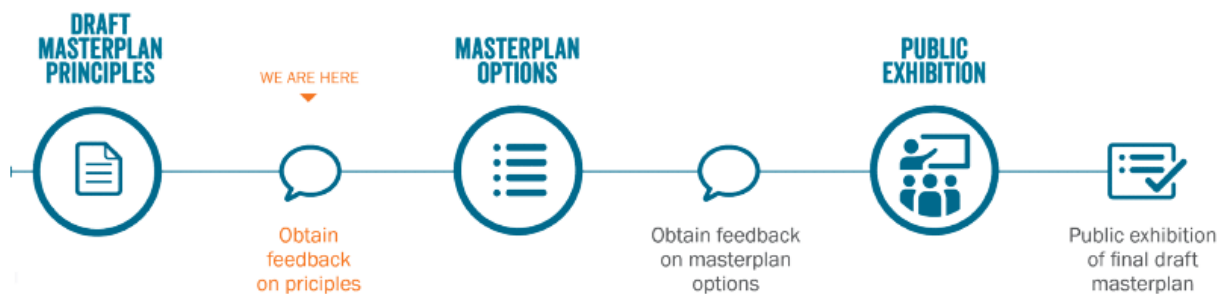 DRAFT
MASTERPLAN
PRINCIPLES
WE ARE HERE
Obtain
feedback
on priciples
MASTERPLAN
OPTIONS
Obtain feedback
on masterplan
options
PUBLIC
EXHIBITION
Public exhibition
of final draft
masterplan